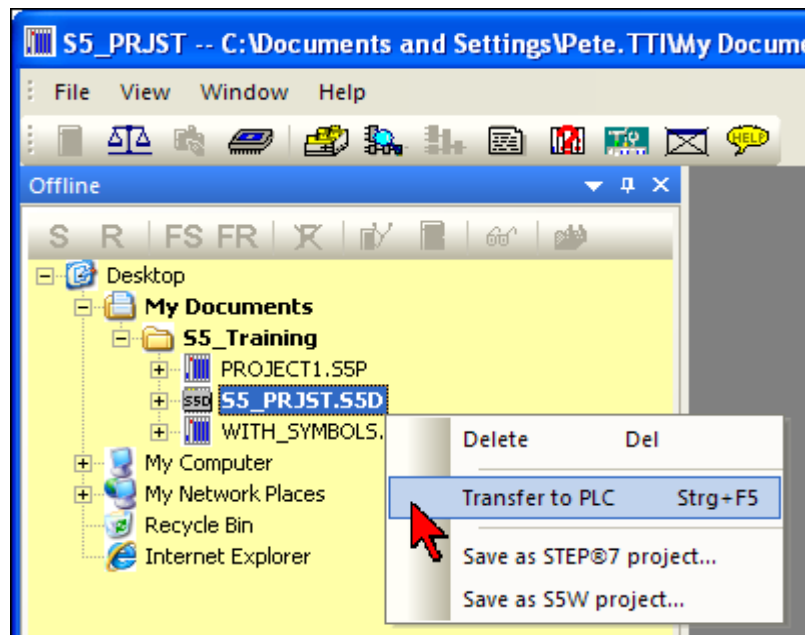 S5_PRJST -- C:\Documents and Settings\Pete.TTI\My Docume
File View Window Help
HELP
Offline
S R FS FR
Desktop
My Documents
S5_Training
PROJECT1.S5P
S5D S5_PRJST.S5D
WITH_SYMBOLS.
My Computer
My Network Places
Recycle Bin
Internet Explorer
Delete Del
Transfer to PLC Strg+F5
Save as STEP®7 project...
Save as S5W project...